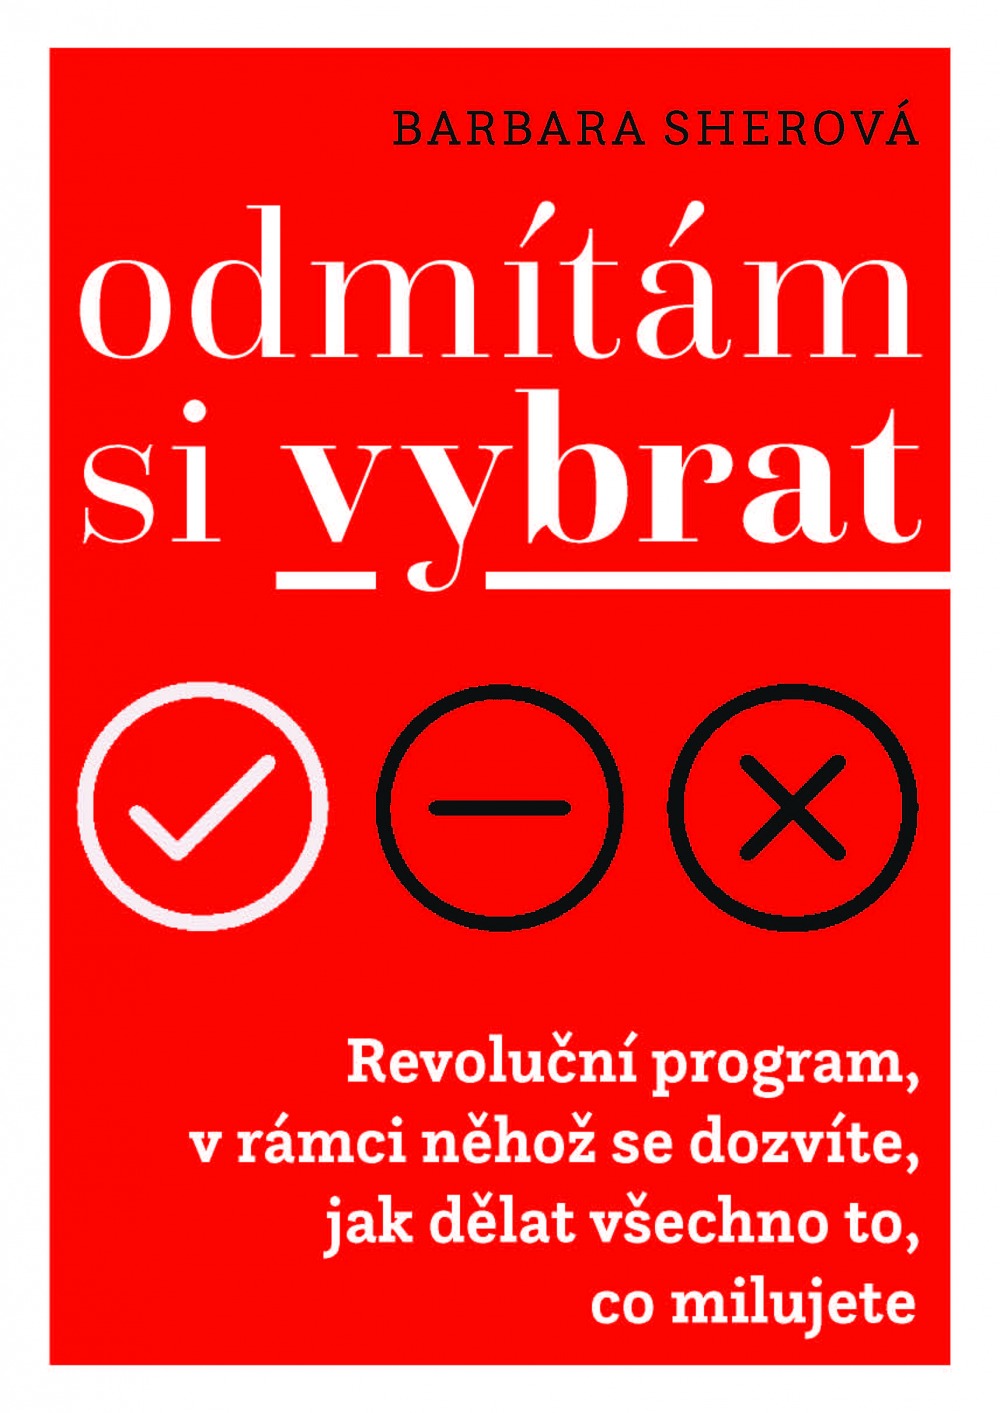 BARBARA SHEROVÁ
odmítám
si vybrat
Revoluční program,
v rámci něhož se dozvíte,
jak dělat všechno to,
co milujete